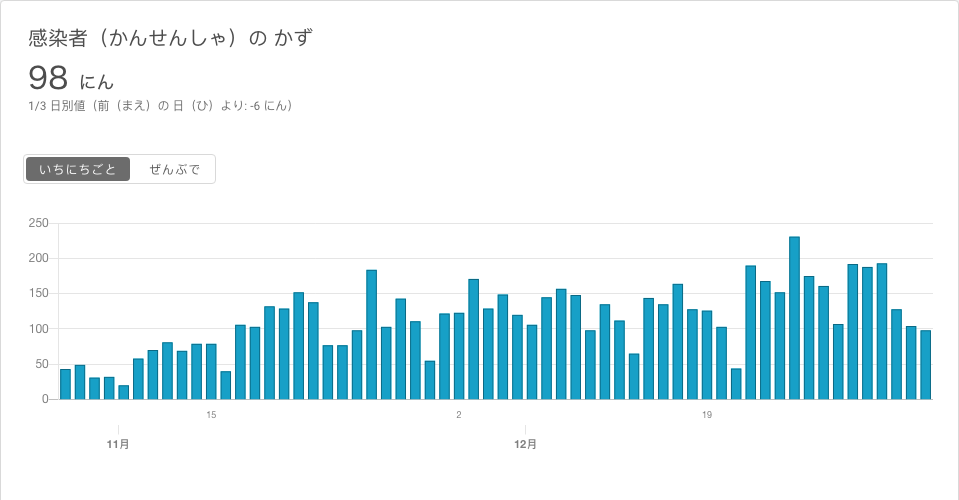 感染者（かんせんしゃ）の かず
98 にん
1/3 日別値（前（まえ）の 日（ひ）より: -6 にん）
いちにちごと ぜんぶで
250
200
150
100
50
0
15 2 19
11月 12月